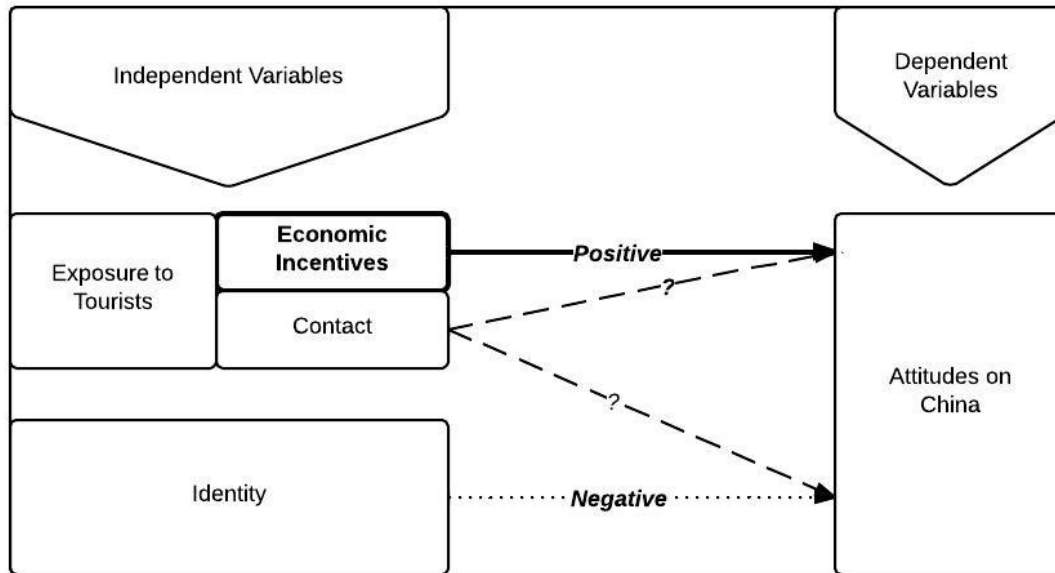 Independent Variables
Dependent
Variables
Exposure to
Tourists
Economic
Incentives
Positive
?
Contact
?
Attitudes on
China
Identity
Negative